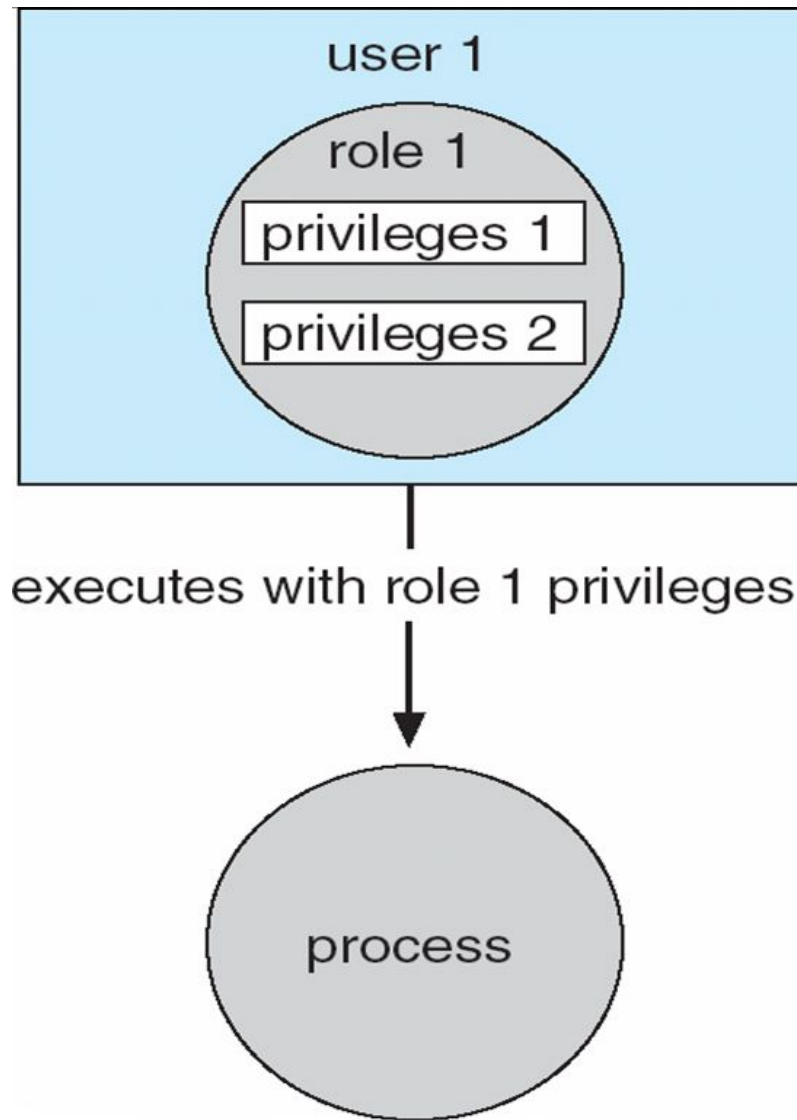 user 1
role 1
privileges 1
privileges 2
executes with role 1 privileges
process